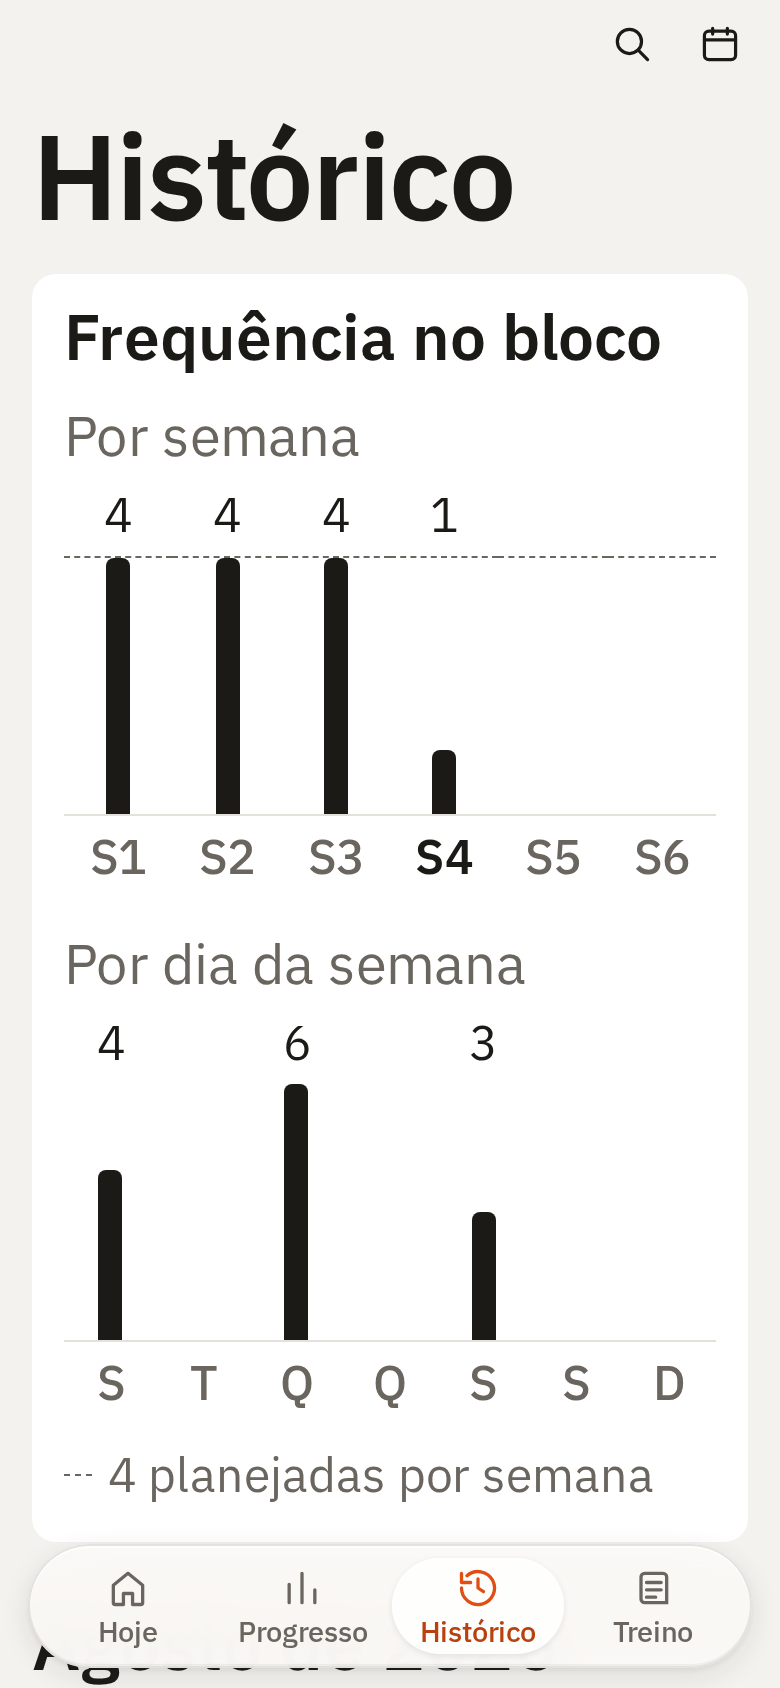 Histórico
Frequência no bloco
Por semana
4 4 4 1
S1 S2 S3 S4 S5 S6
Por dia da semana
4 6 3
S T Q Q S S D
4 planejadas por semana
Hoje Progresso Histórico Treino